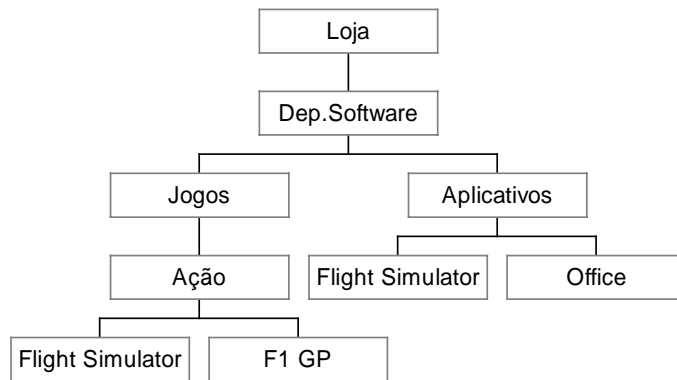 Loja
Dep.Software
Jogos
Aplicativos
Ação
Flight Simulator
Office
Flight Simulator
F1 GP